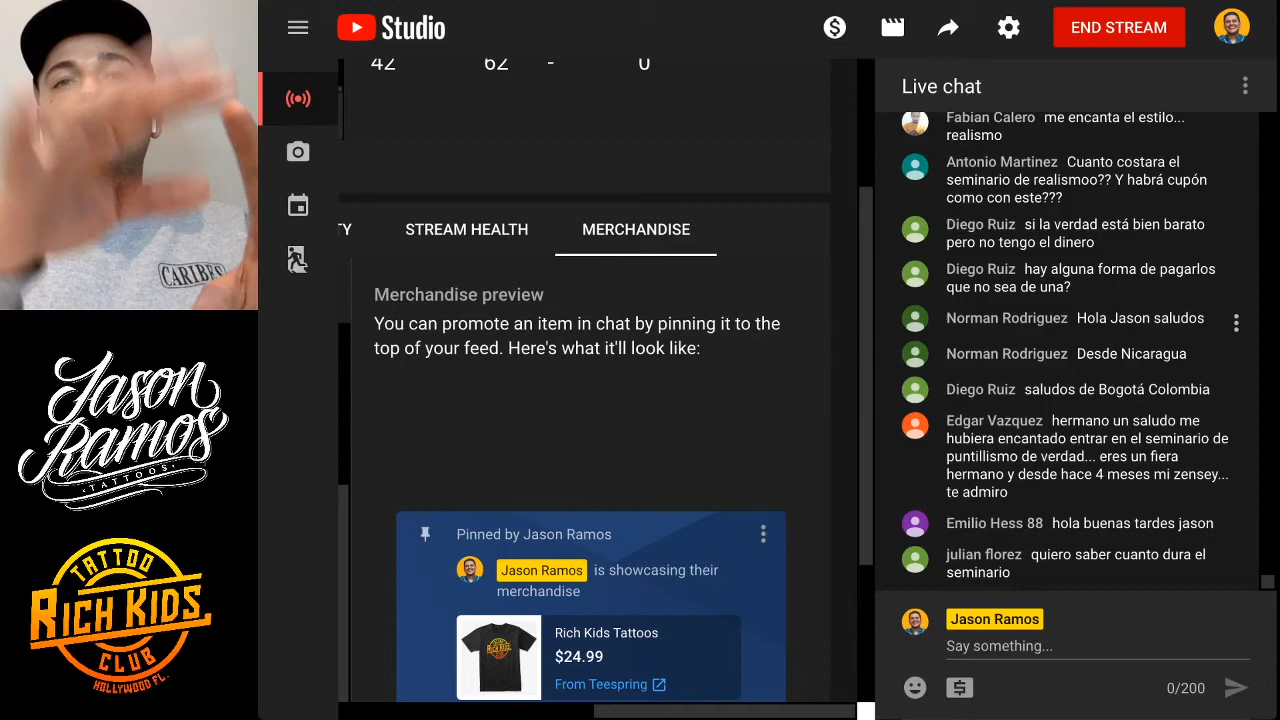 Studio
END STREAM
42 62 - 0
TY STREAM HEALTH MERCHANDISE
Merchandise preview
You can promote an item in chat by pinning it to the
top of your feed. Here's what it'll look like:
Pinned by Jason Ramos
Jason Ramos is showcasing their
merchandise
RICH KIDS
Rich Kids Tattoos
$24.99
From Teespring
Live chat
Fabian Calero me encanta el estilo...
realismo
Antonio Martinez Cuanto costara el
seminario de realismoo?? Y habrá cupón
como con este???
Diego Ruiz si la verdad está bien barato
pero no tengo el dinero
Diego Ruiz hay alguna forma de pagarlos
que no sea de una?
Norman Rodriguez Hola Jason saludos
Norman Rodriguez Desde Nicaragua
Diego Ruiz saludos de Bogotá Colombia
Edgar Vazquez hermano un saludo me
hubiera encantado entrar en el seminario de
puntillismo de verdad... eres un fiera
hermano y desde hace 4 meses mi zensey...
te admiro
Emilio Hess 88 hola buenas tardes jason
julian florez quiero saber cuanto dura el
seminario
Jason Ramos
Say something...
0/200
CARIBES
Jason
Ramos
TATTOOS
TATTOO
RICH KIDS
CLUB
HOLLYWOOD FL.